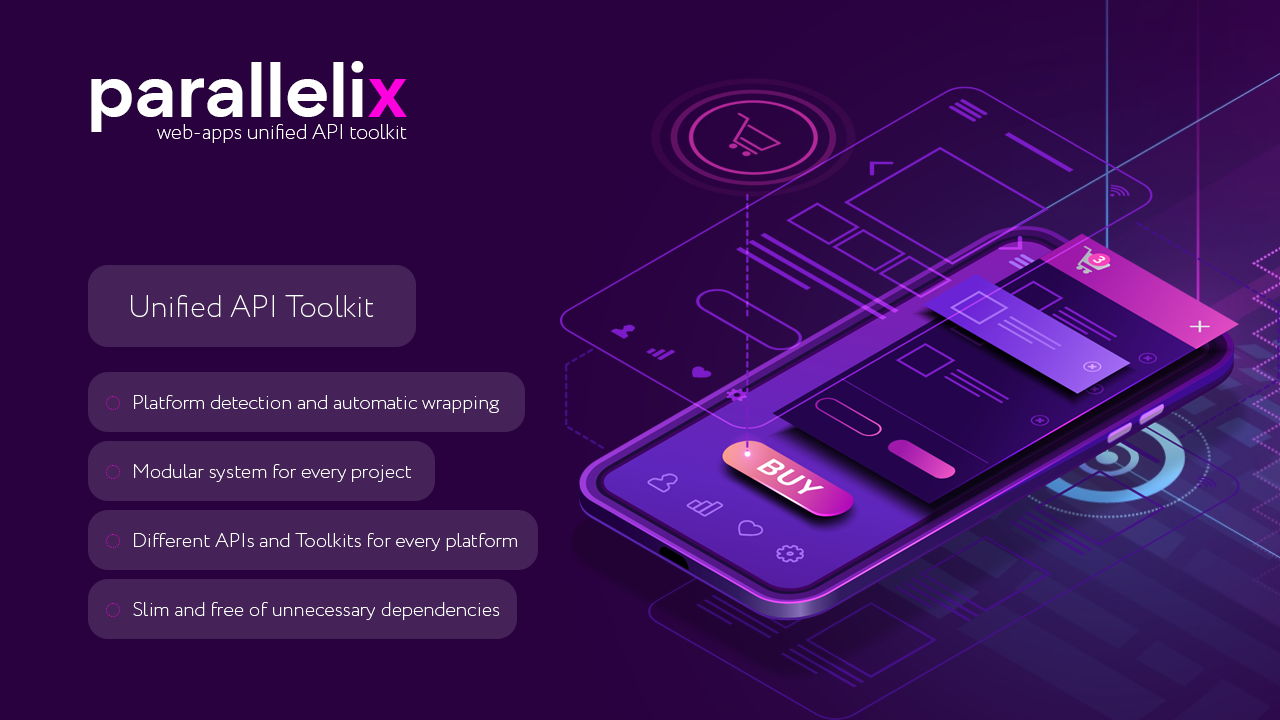 parallelix
web-apps unified API toolkit
Unified API Toolkit
Platform detection and automatic wrapping
Modular system for every project
Different APIs and Toolkits for every platform
Slim and free of unnecessary dependencies
3
BUY